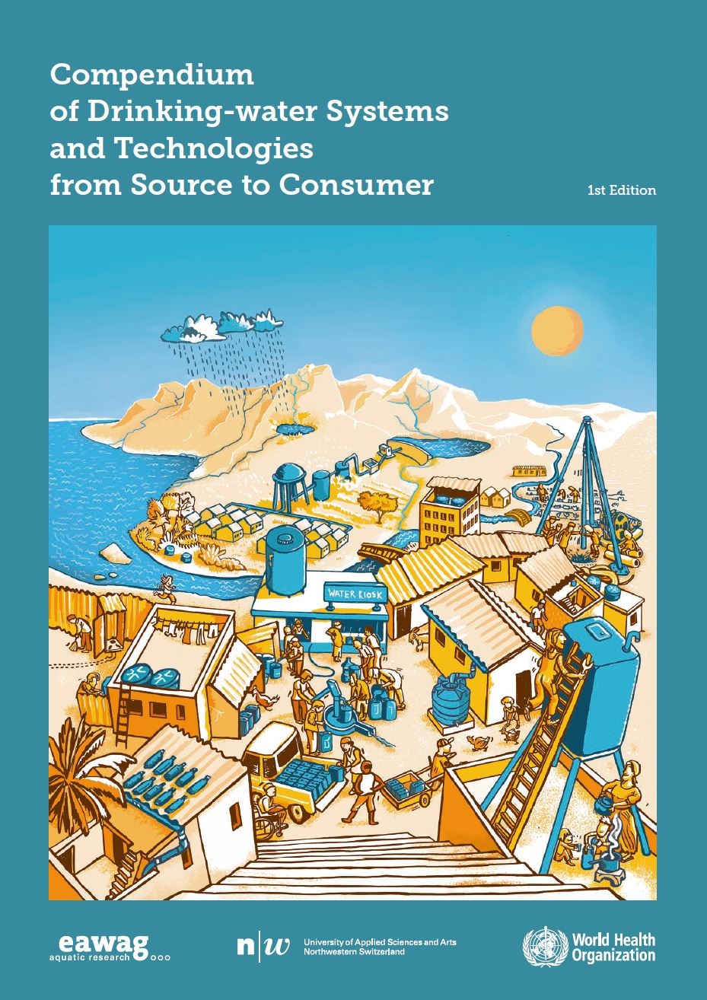 Compendium
of Drinking-water Systems
and Technologies
from Source to Consumer
1st Edition
WATER KIOSK
eawag
aquatic research
n|w
University of Applied Sciences and Arts
Northwestern Switzerland
World Health
Organization